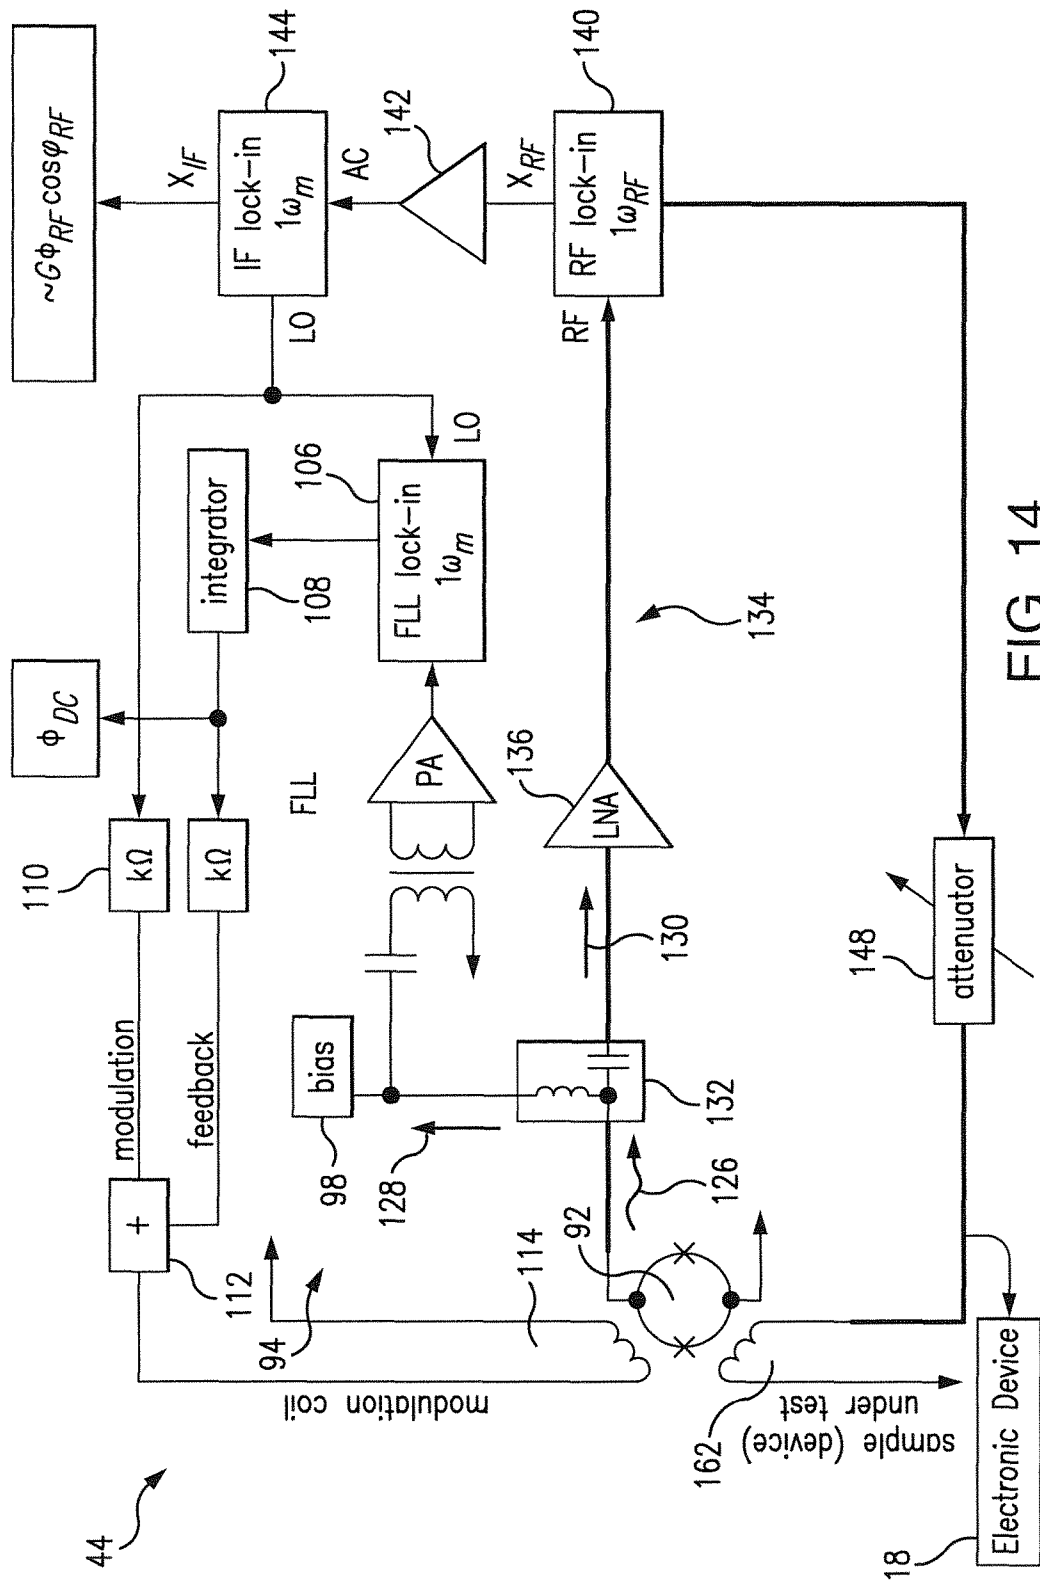 44
94
modulation coil
114
112
+
modulation
feedback
110
kΩ
kΩ
ϕDC
FLL
integrator
108
106
FLL lock-in
1ωm
LO
LO
IF lock-in
1ωm
144
XIF
~GϕRF cosφRF
AC
142
XRF
RF lock-in
1ωRF
140
RF
134
136
LNA
PA
130
132
bias
98
128
126
92
162
sample (device)
under test
attenuator
148
Electronic Device
18
FIG. 14